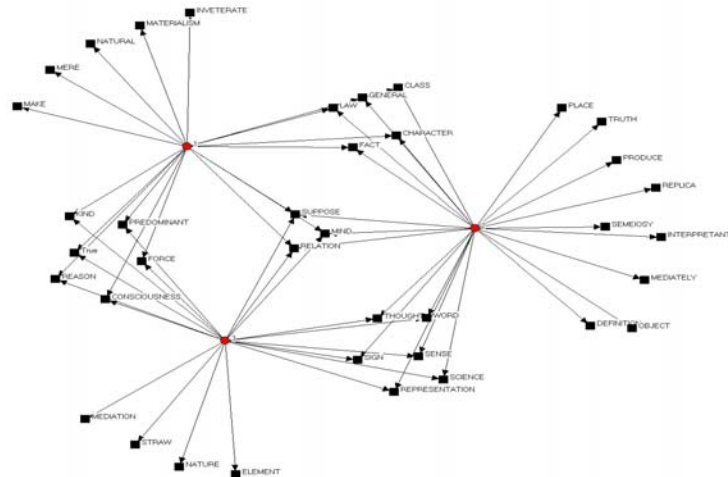 INVETERATE
MATERIALISM
NATURAL
MERE
MAKE
CLASS
GENERAL
LAW
PLACE
TRUTH
CHARACTER
FACT
PRODUCE
REPLICA
KIND
SUPPOSE
PREDOMINANT
SEMEIOSY
MIND
INTERPRETANT
RELATION
True
FORCE
REASON
MEDIATELY
CONSCIOUSNESS
THOUGHT
WORD
DEFINITION
OBJECT
SENSE
SIGN
SCIENCE
REPRESENTATION
MEDIATION
STRAW
NATURE
ELEMENT